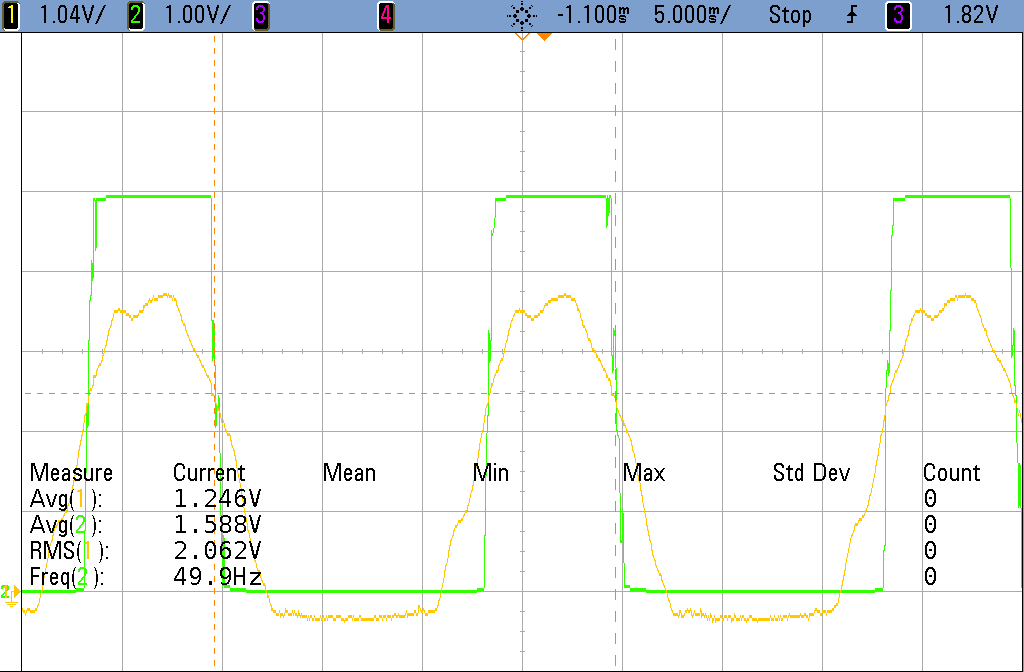 1 1.04V/ 2 1.00V/ 3 4 -1.100ms 5.000ms/ Stop 3 1.82V
Measure Current Mean Min Max Std Dev Count
Avg(1): 1.246V 0
Avg(2): 1.588V 0
RMS(1): 2.062V 0
Freq(2): 49.9Hz 0
2